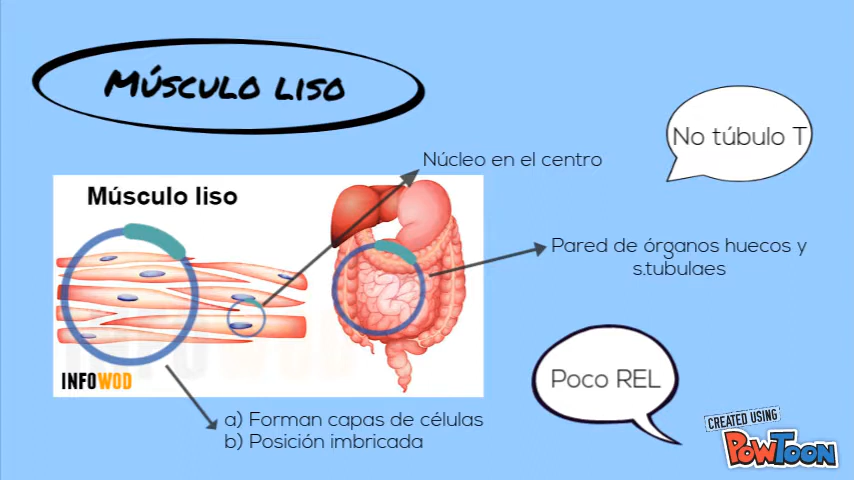 Músculo liso
Núcleo en el centro
No túbulo T
Músculo liso
Pared de órganos huecos y
s.tubulaes
INFOWOD
Poco REL
a) Forman capas de células
b) Posición imbricada
CREATED USING
POWTOON